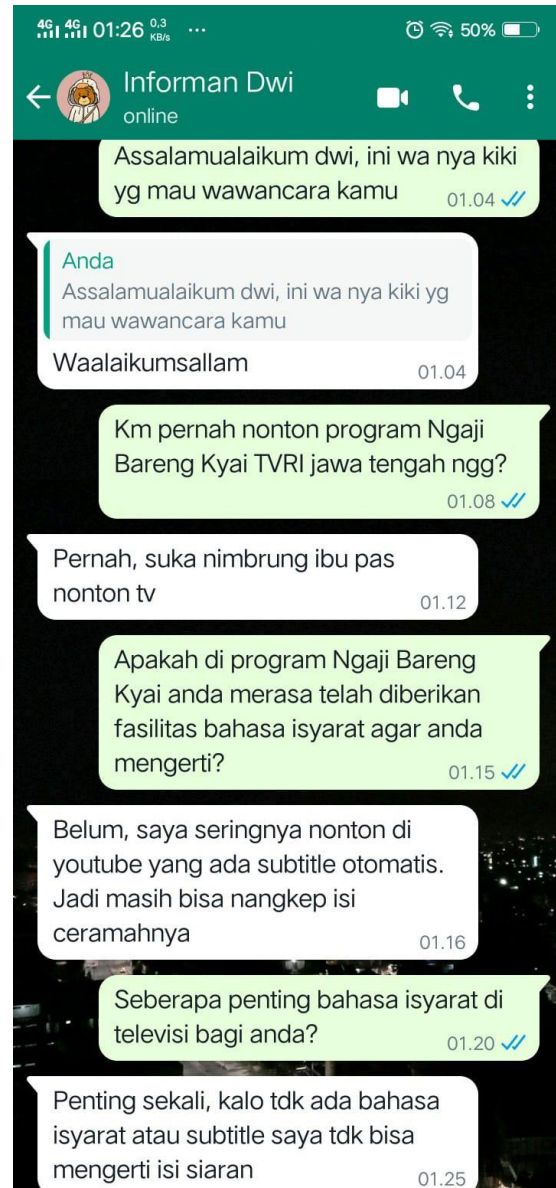 4G 4G 01:26 0,3 KB/s ... 50%
Informan Dwi
online
Assalamualaikum dwi, ini wa nya kiki
yg mau wawancara kamu 01.04
Anda
Assalamualaikum dwi, ini wa nya kiki yg
mau wawancara kamu
Waalaikumsallam 01.04
Km pernah nonton program Ngaji
Bareng Kyai TVRI jawa tengah ngg?
01.08
Pernah, suka nimbrung ibu pas
nonton tv 01.12
Apakah di program Ngaji Bareng
Kyai anda merasa telah diberikan
fasilitas bahasa isyarat agar anda
mengerti? 01.15
Belum, saya seringnya nonton di
youtube yang ada subtitle otomatis.
Jadi masih bisa nangkep isi
ceramahnya 01.16
Seberapa penting bahasa isyarat di
televisi bagi anda? 01.20
Penting sekali, kalo tdk ada bahasa
isyarat atau subtitle saya tdk bisa
mengerti isi siaran 01.25